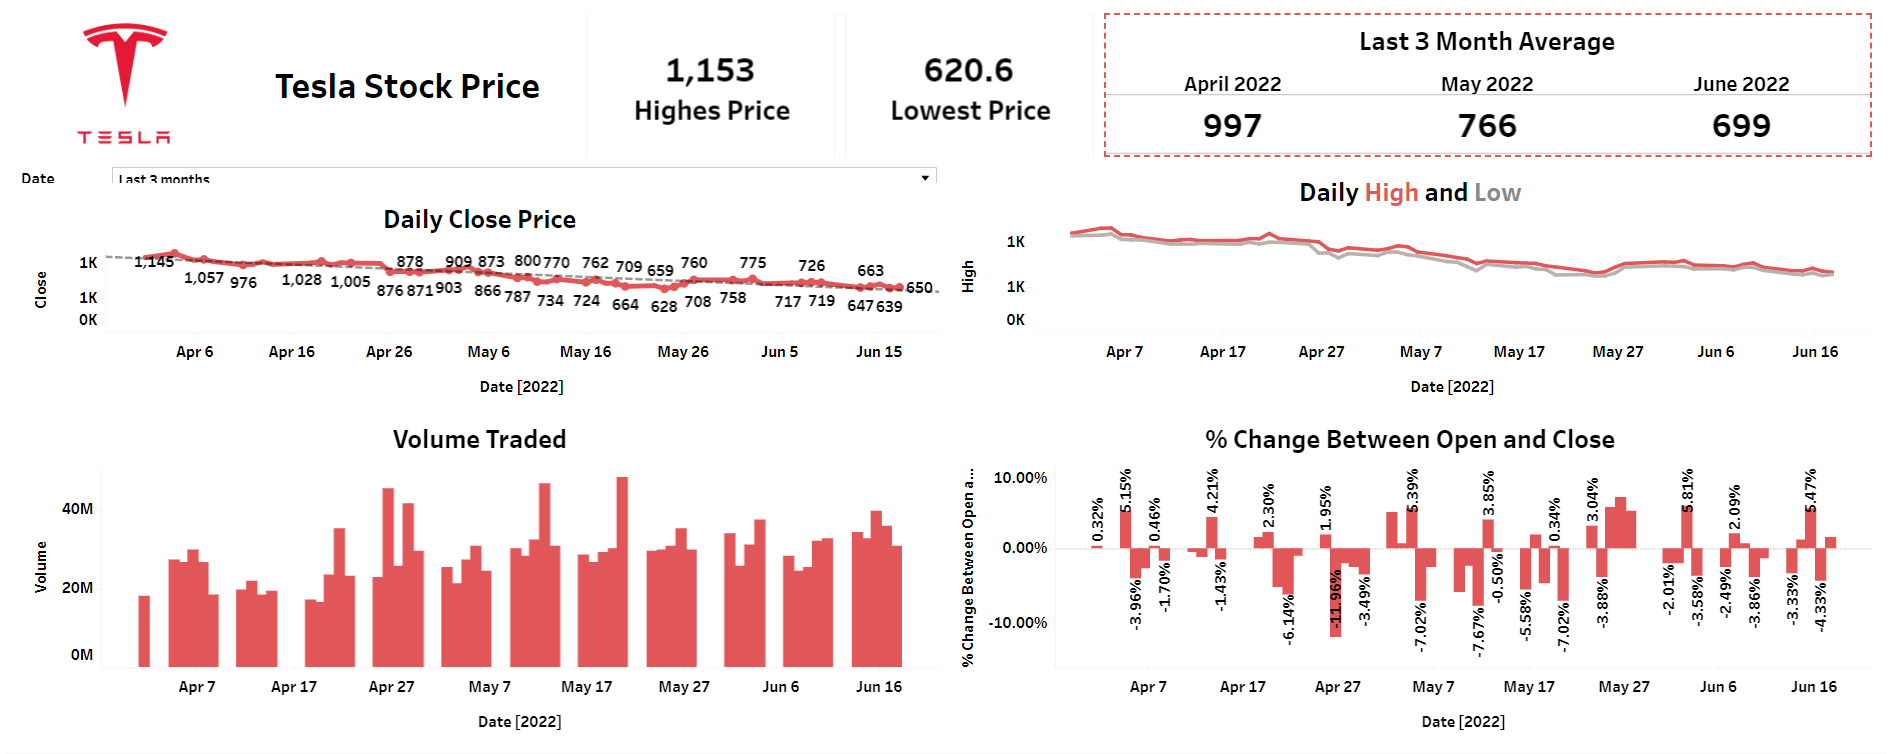 TESLA
Tesla Stock Price
1,153
Highes Price
620.6
Lowest Price
Last 3 Month Average
April 2022 May 2022 June 2022
997 766 699
Date
Last 3 months
Daily Close Price
Close
1K
1K
0K
1,145 1,057 976 1,028 1,005 878 876 871 909 903 873 866 800 787 770 734 762 724 709 664 659 628 760 708 775 758 726 717 719 663 647 639 650
Apr 6 Apr 16 Apr 26 May 6 May 16 May 26 Jun 5 Jun 15
Date [2022]
Daily High and Low
High
1K
1K
0K
Apr 7 Apr 17 Apr 27 May 7 May 17 May 27 Jun 6 Jun 16
Date [2022]
Volume Traded
Volume
40M
20M
0M
Apr 7 Apr 17 Apr 27 May 7 May 17 May 27 Jun 6 Jun 16
Date [2022]
% Change Between Open and Close
% Change Between Open a...
10.00%
0.00%
-10.00%
0.32% 5.15% -3.96% 0.46% -1.70% 4.21% -1.43% 2.30% -6.14% 1.95% -11.96% -3.49% 5.39% -7.02% -7.67% 3.85% -0.50% -5.58% 0.34% -7.02% 3.04% -3.88% -2.01% 5.81% -3.58% -2.49% 2.09% -3.86% -3.33% 5.47% -4.33%
Apr 7 Apr 17 Apr 27 May 7 May 17 May 27 Jun 6 Jun 16
Date [2022]